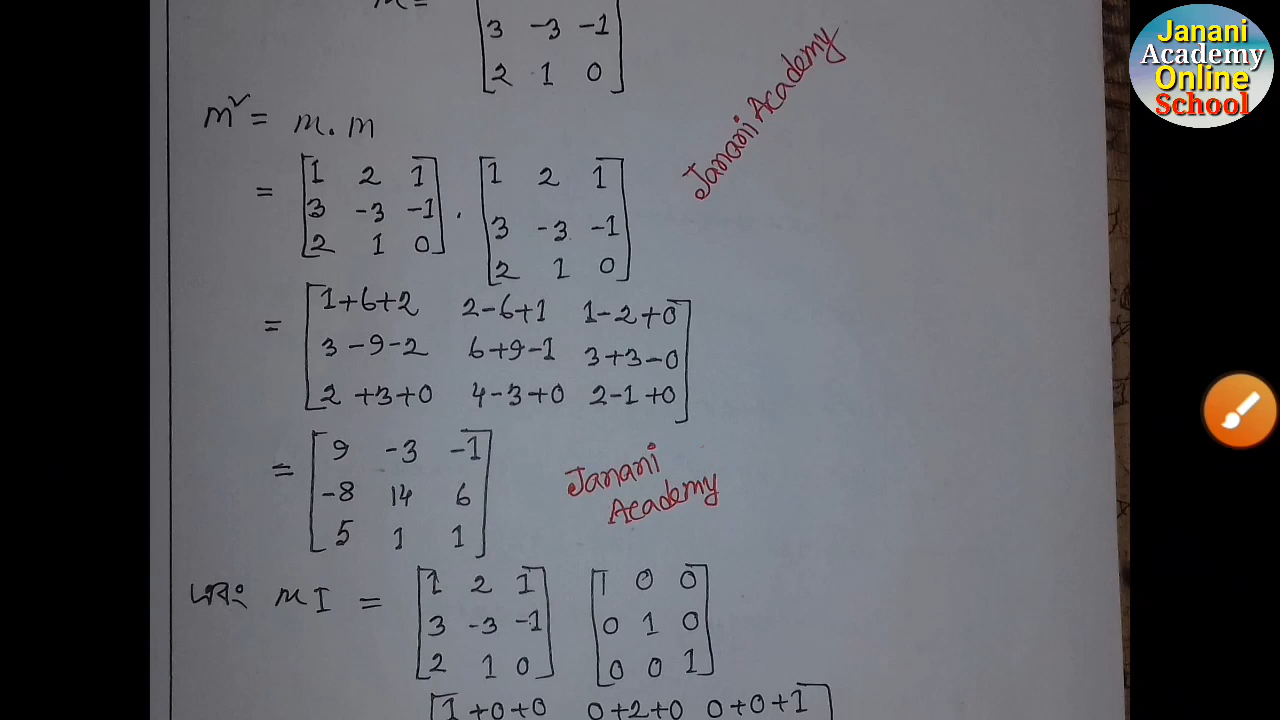 m =
3 -3 -1
2 1 0
m² = m.m
= [1 2 1] . [1 2 1]
[3 -3 -1] [3 -3 -1]
[2 1 0] [2 1 0]
= [1+6+2 2-6+1 1-2+0]
[3-9-2 6+9-1 3+3-0]
[2+3+0 4-3+0 2-1+0]
= [9 -3 -1]
[-8 14 6]
[5 1 1]
এবং mI = [1 2 1] [1 0 0]
[3 -3 -1] [0 1 0]
[2 1 0] [0 0 1]
[1+0+0 0+2+0 0+0+1]
Janani Academy
Janani
Academy
Janani
Academy
Online
School